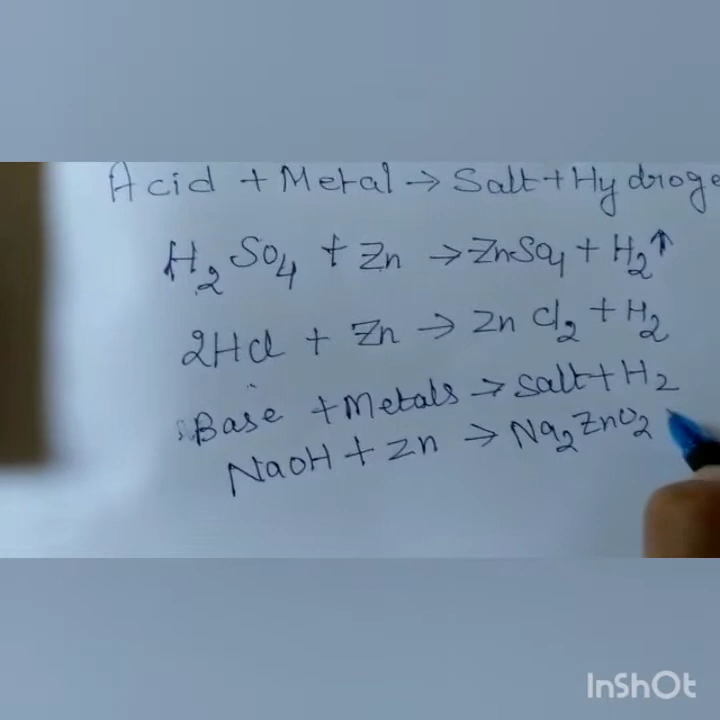 Acid + Metal → Salt + Hydroge
H₂SO₄ + Zn → ZnSO₄ + H₂↑
2HCl + Zn → ZnCl₂ + H₂
Base + Metals → Salt + H₂
NaOH + Zn → Na₂ZnO₂
InShOt